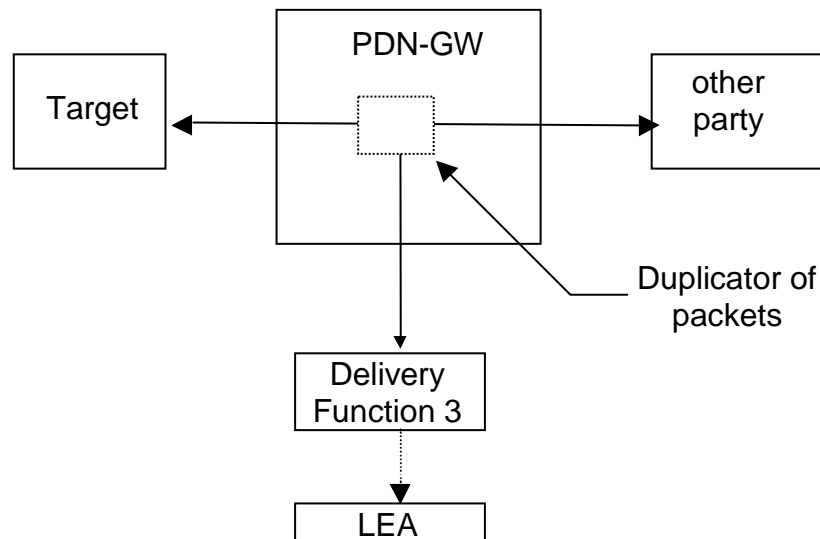 PDN-GW
Target
other
party
Duplicator of
packets
Delivery
Function 3
LEA